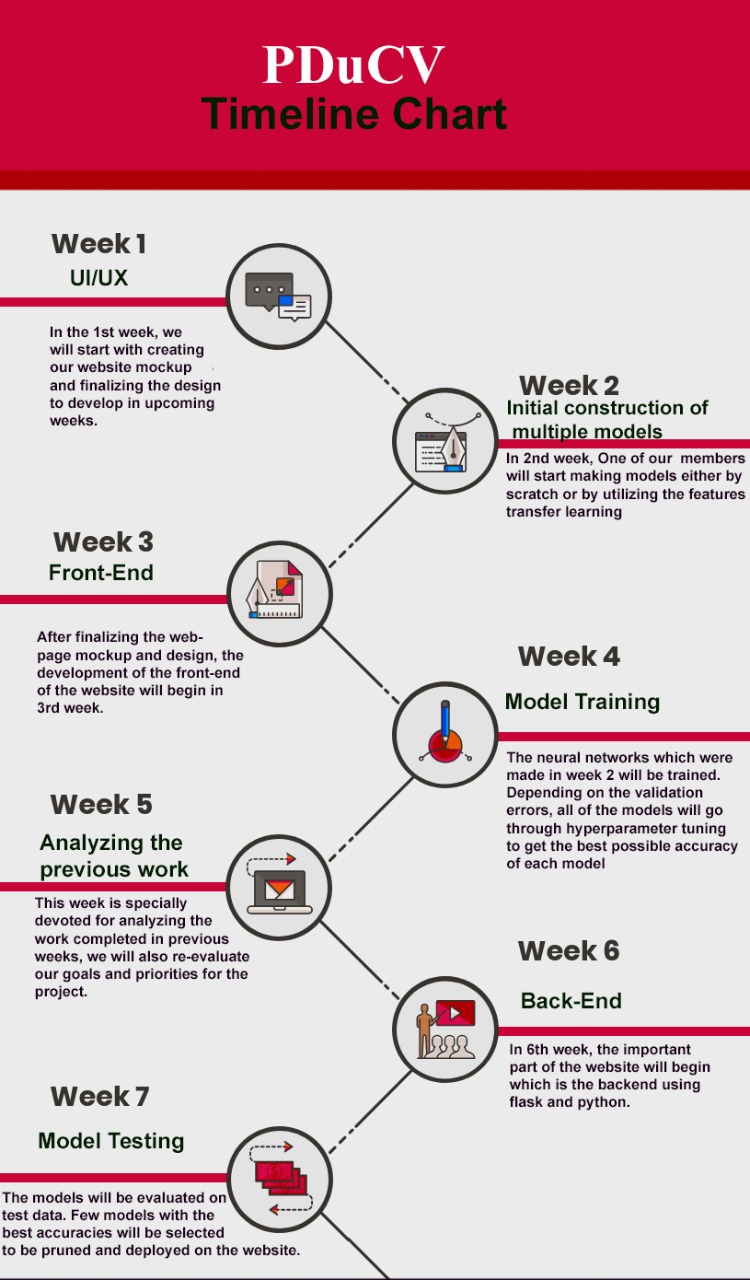 PDuCV
Timeline Chart
Week 1
UI/UX
In the 1st week, we
will start with creating
our website mockup
and finalizing the design
to develop in upcoming
weeks.
Week 2
Initial construction of
multiple models
In 2nd week, One of our members
will start making models either by
scratch or by utilizing the features
transfer learning
Week 3
Front-End
After finalizing the web-
page mockup and design, the
development of the front-end
of the website will begin in
3rd week.
Week 4
Model Training
The neural networks which were
made in week 2 will be trained.
Depending on the validation
errors, all of the models will go
through hyperparameter tuning
to get the best possible accuracy
of each model
Week 5
Analyzing the
previous work
This week is specially
devoted for analyzing the
work completed in previous
weeks, we will also re-evaluate
our goals and priorities for the
project.
Week 6
Back-End
In 6th week, the important
part of the website will begin
which is the backend using
flask and python.
Week 7
Model Testing
$
The models will be evaluated on
test data. Few models with the
best accuracies will be selected
to be pruned and deployed on the website.